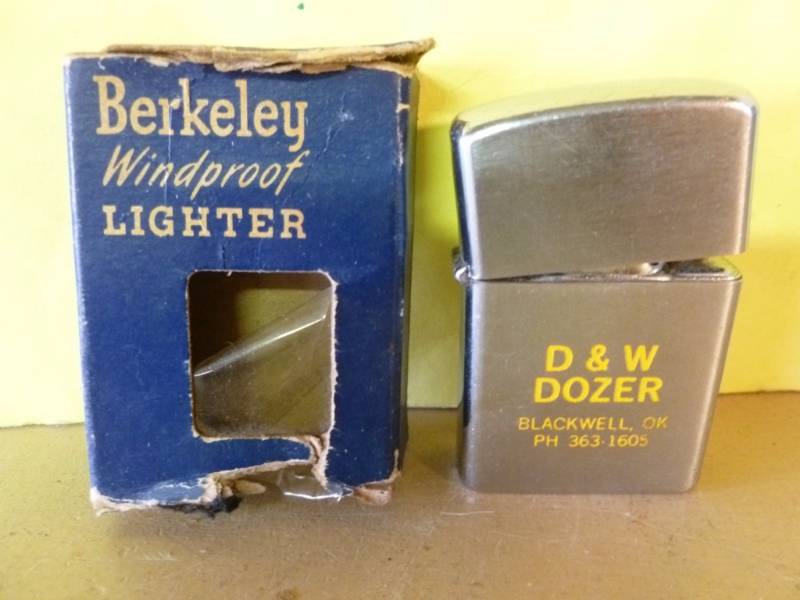 Berkeley
Windproof
LIGHTER
D & W
DOZER
BLACKWELL, OK
PH 363-1605